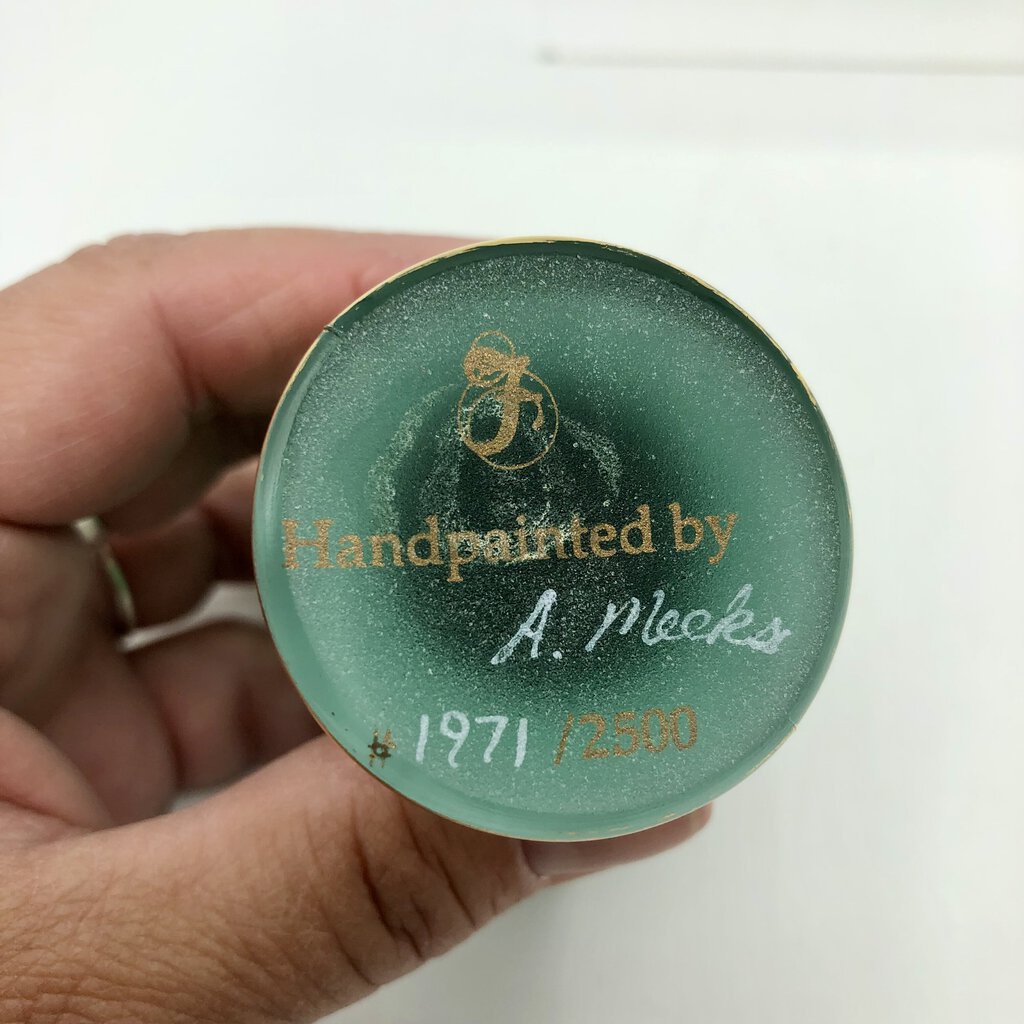 F
Handpainted by
A. Meeks
# 1971 /2500